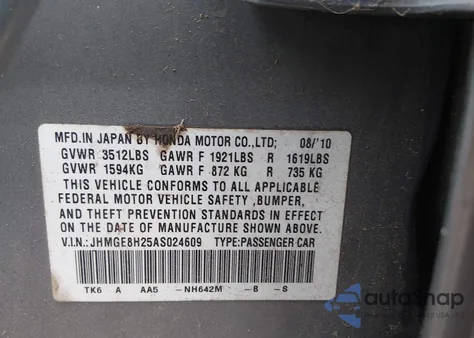 MFD.IN JAPAN BY HONDA MOTOR CO.,LTD; 08/'10
GVWR 3512LBS GAWR F 1921LBS R 1619LBS
GVWR 1594KG GAWR F 872 KG R 735 KG
THIS VEHICLE CONFORMS TO ALL APPLICABLE
FEDERAL MOTOR VEHICLE SAFETY ,BUMPER,
AND THEFT PREVENTION STANDARDS IN EFFECT
ON THE DATE OF MANUFACTURE SHOWN ABOVE.
V.I.N.: JHMGE8H25AS024609 TYPE:PASSENGER CAR
TK6 A AA5 -NH642M -B -S
autosnap